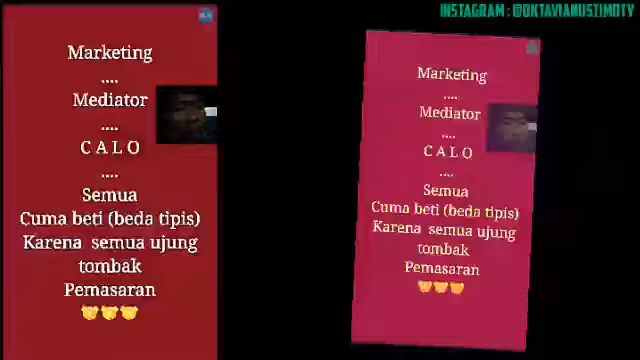 INSTAGRAM : @OKTAVIANUSTIMOTY
Marketing
....
Mediator
....
C A L O
....
Semua
Cuma beti (beda tipis)
Karena semua ujung
tombak
Pemasaran
Marketing
....
Mediator
....
C A L O
....
Semua
Cuma beti (beda tipis)
Karena semua ujung
tombak
Pemasaran